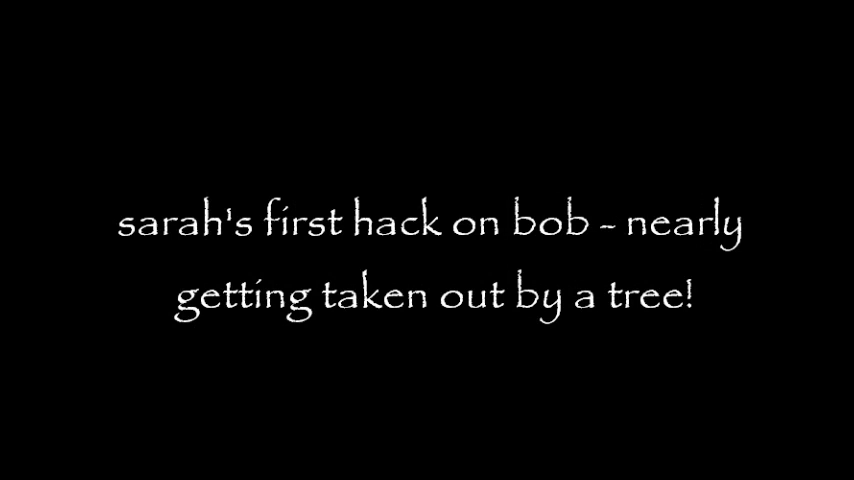 sarah's first hack on bob - nearly
getting taken out by a tree!